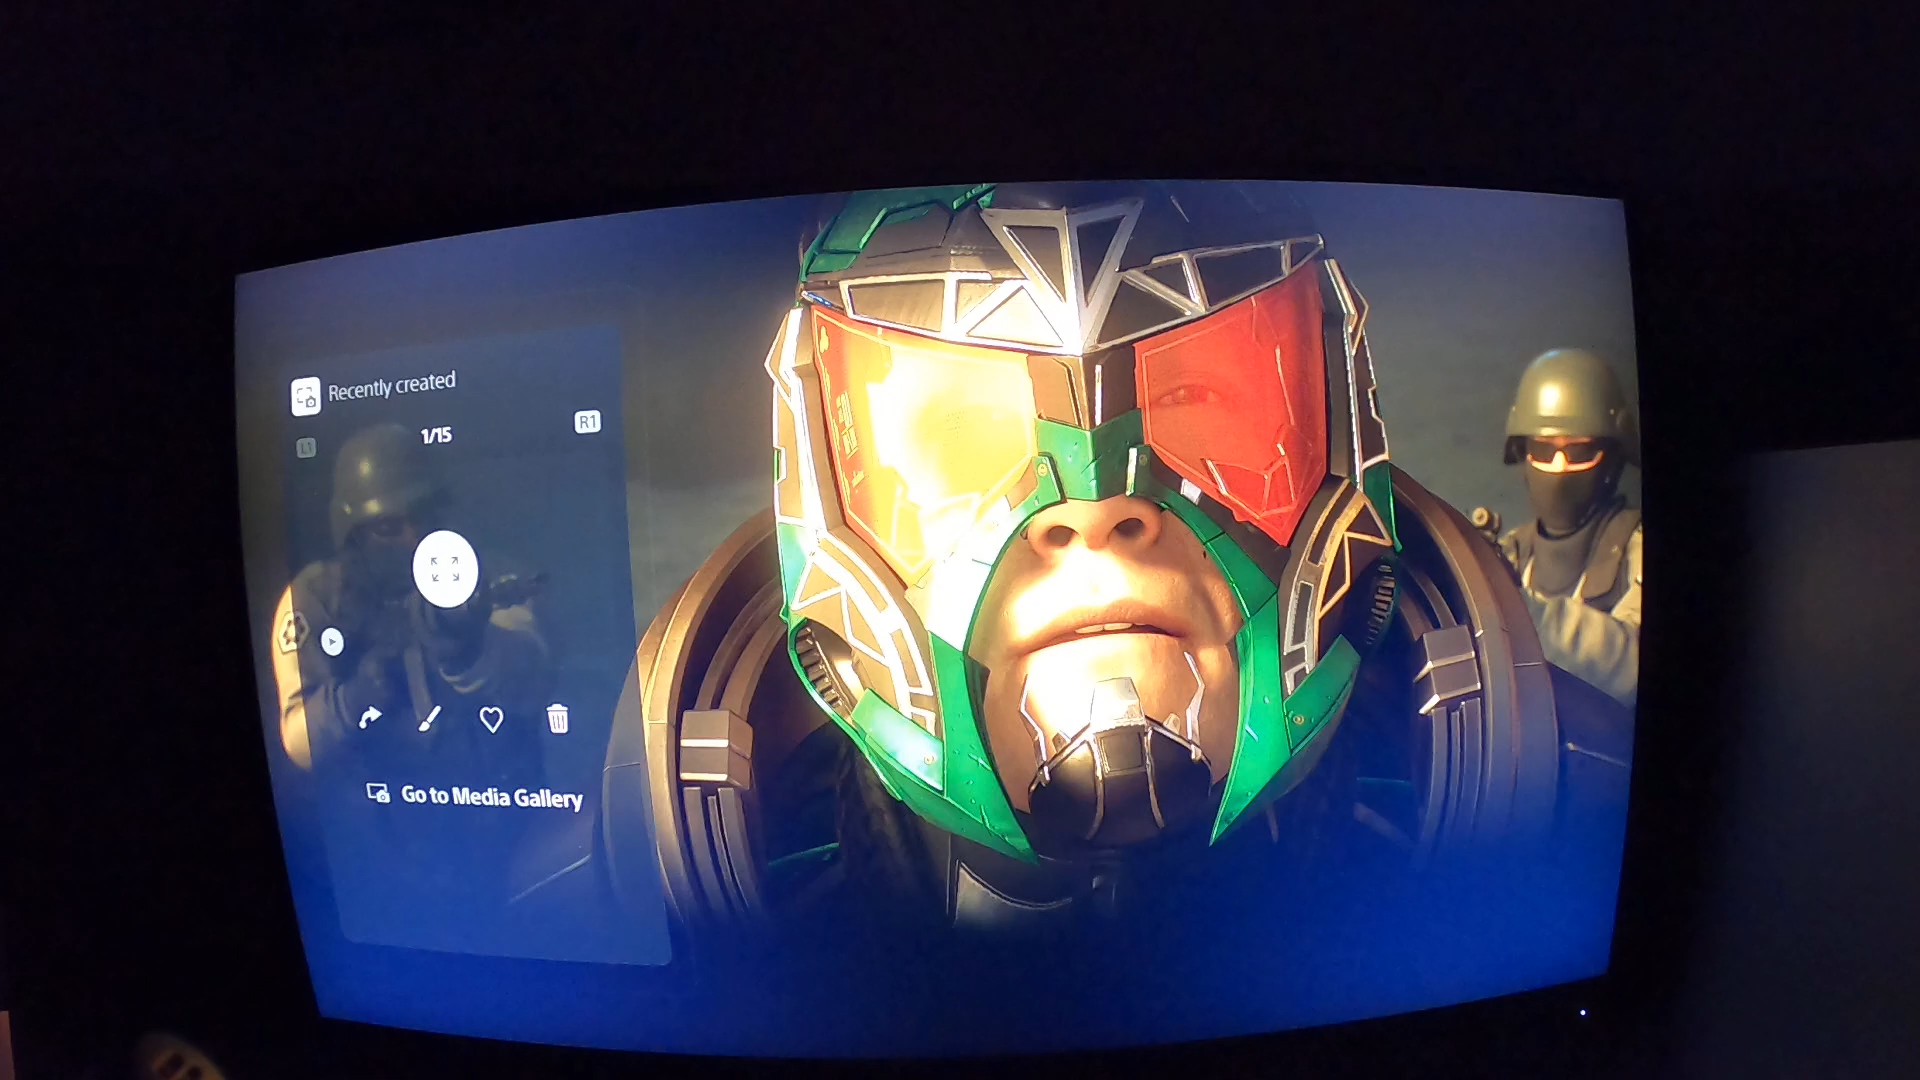 Recently created
L1
1/15
R1
Go to Media Gallery